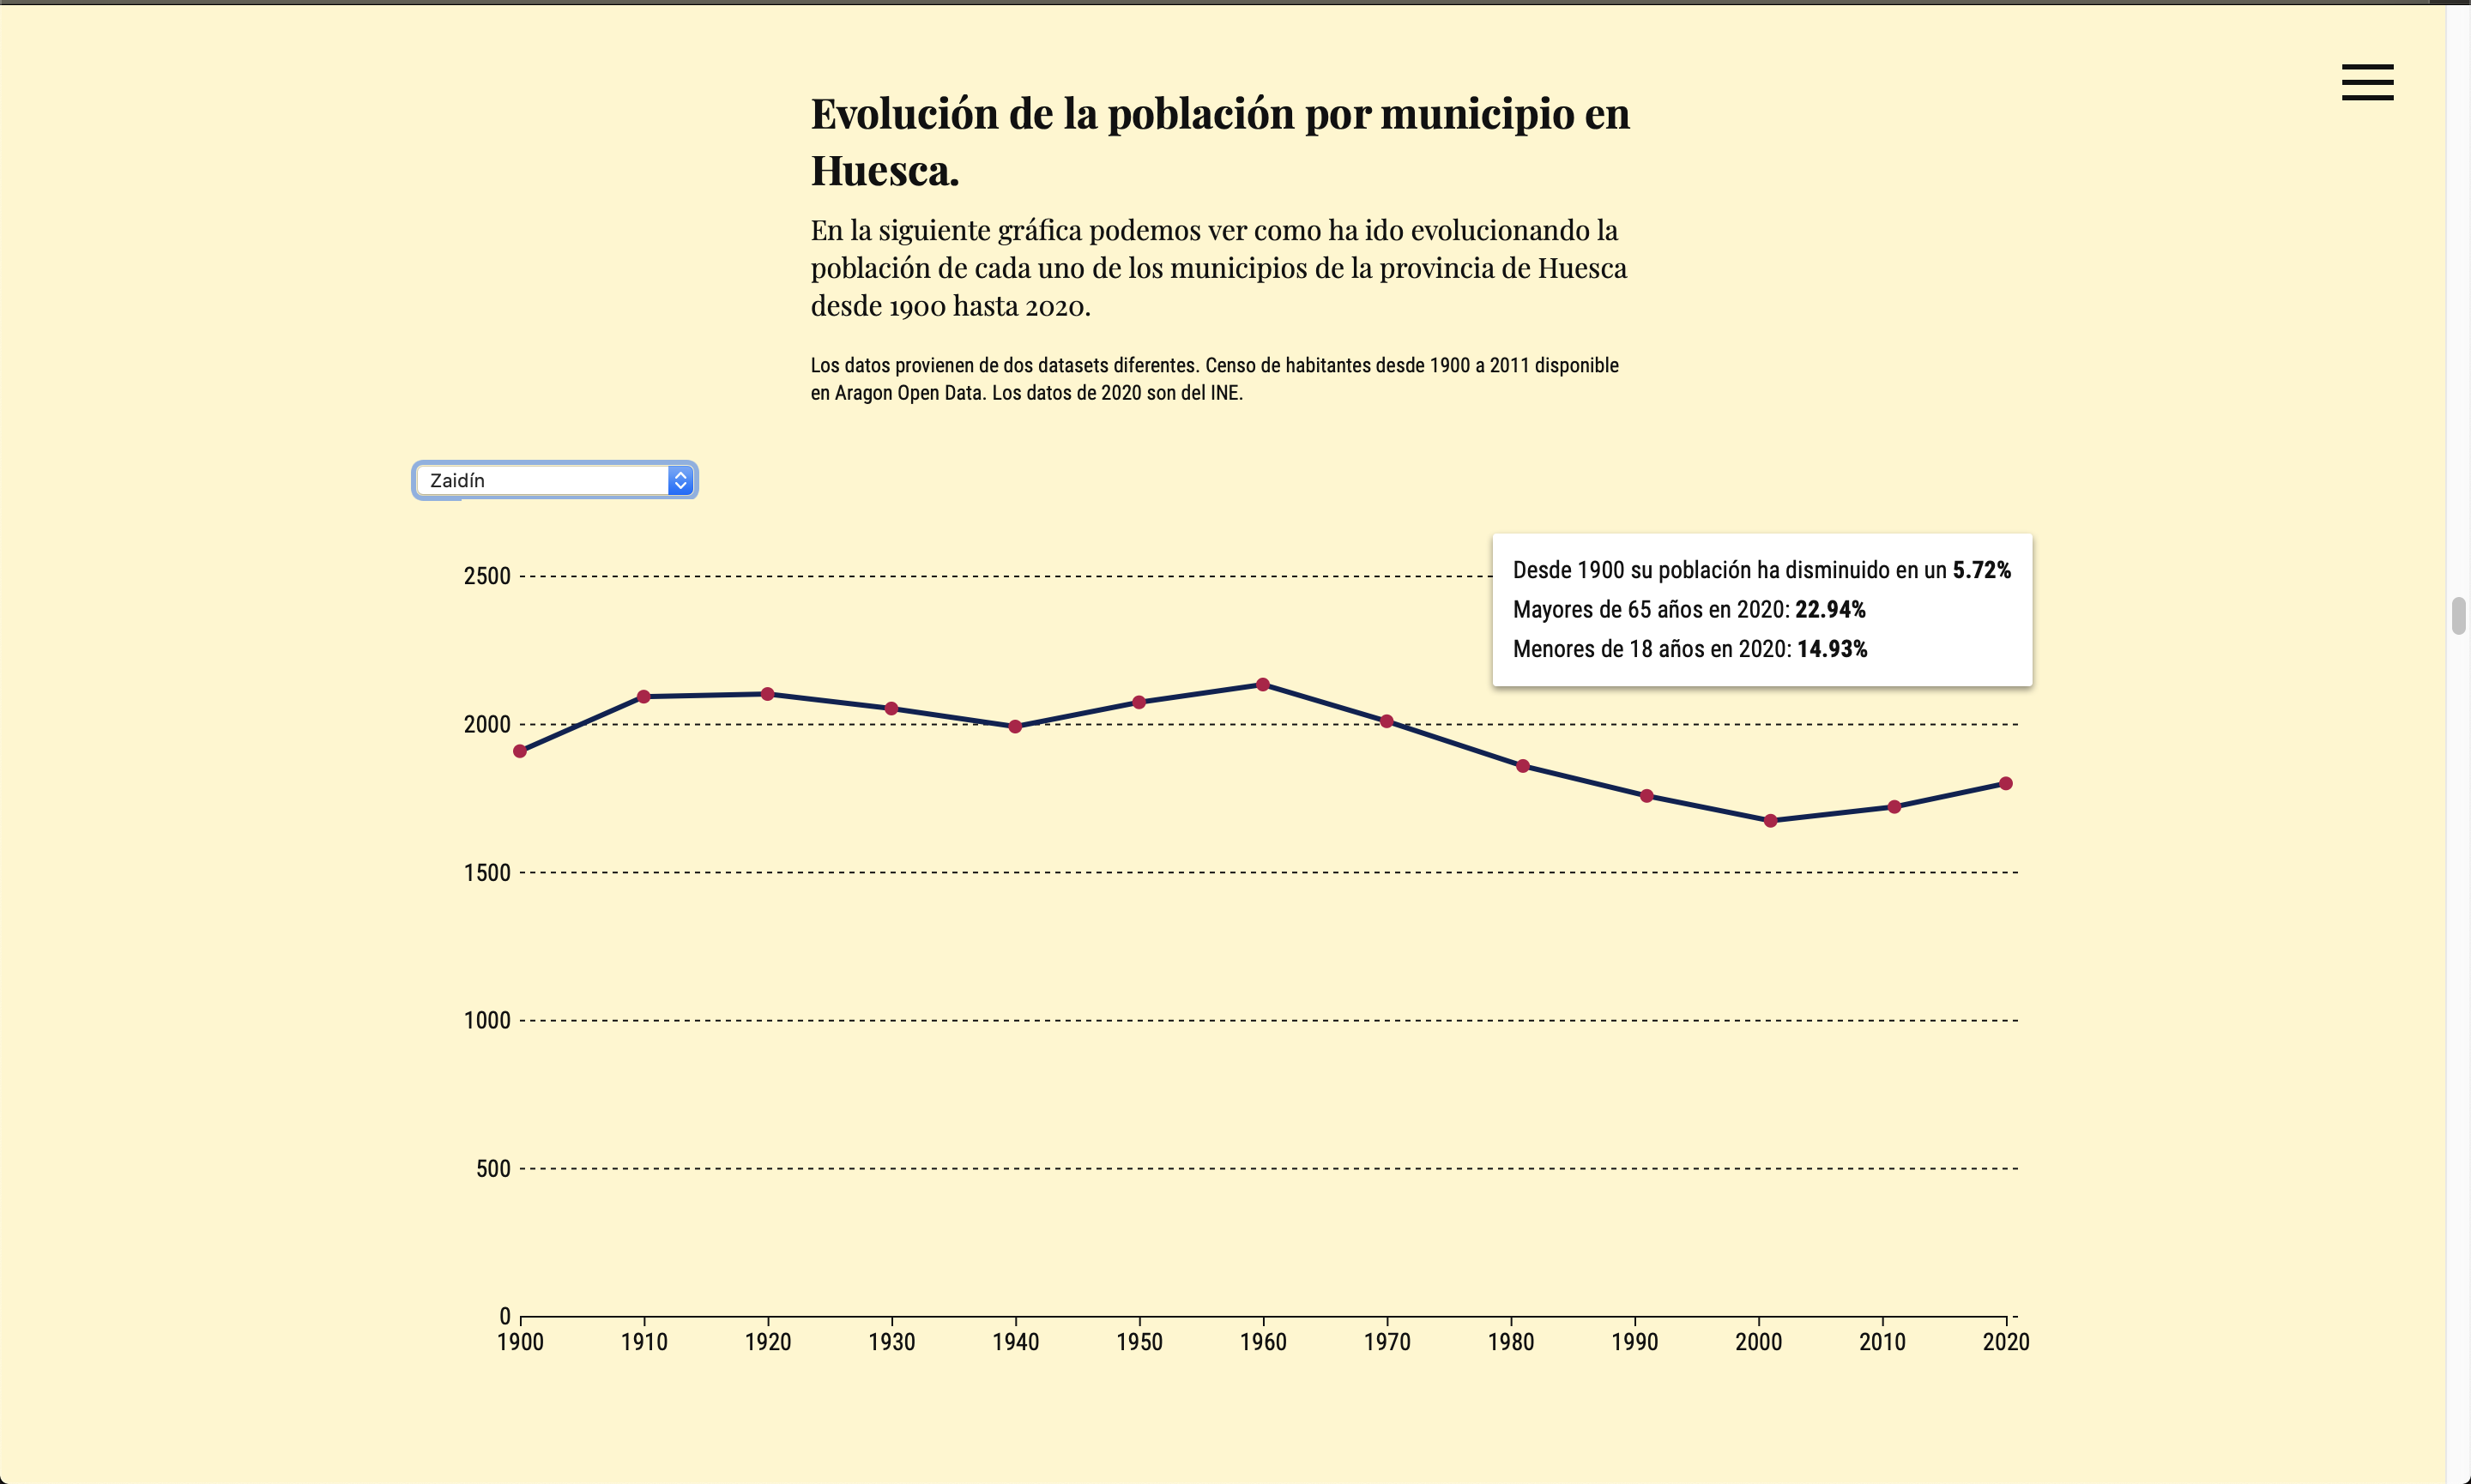 Evolución de la población por municipio en
Huesca.
En la siguiente gráfica podemos ver como ha ido evolucionando la
población de cada uno de los municipios de la provincia de Huesca
desde 1900 hasta 2020.
Los datos provienen de dos datasets diferentes. Censo de habitantes desde 1900 a 2011 disponible
en Aragon Open Data. Los datos de 2020 son del INE.
Zaidín
Desde 1900 su población ha disminuido en un 5.72%
Mayores de 65 años en 2020: 22.94%
Menores de 18 años en 2020: 14.93%
2500
2000
1500
1000
500
0
1900 1910 1920 1930 1940 1950 1960 1970 1980 1990 2000 2010 2020